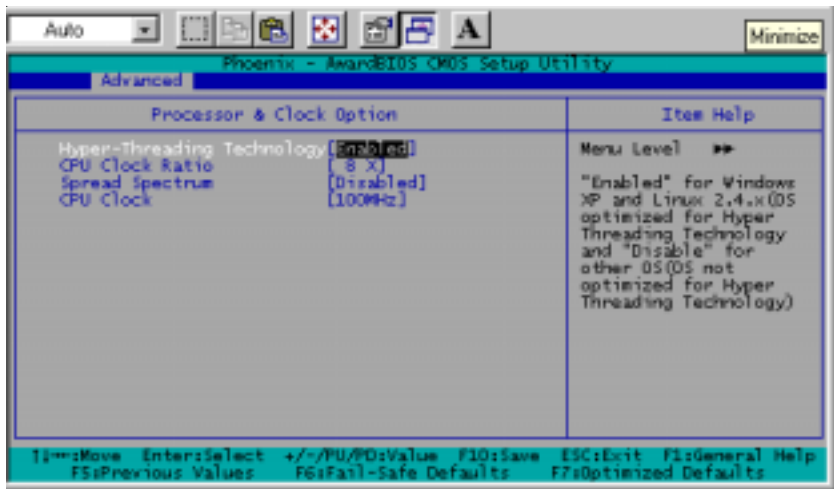 Auto
A
Minimize
Phoenix - AwardBIOS CMOS Setup Utility
Advanced
Processor & Clock Option
Hyper-Threading Technology[Enabled]
CPU Clock Ratio [ 8 X]
Spread Spectrum [Disabled]
CPU Clock [100MHz]
Item Help
Menu Level
"Enabled" for Windows
XP and Linux 2.4.x(OS
optimized for Hyper
Threading Technology
and "Disable" for
other OS(OS not
optimized for Hyper
Threading Technology)
:Move Enter:Select +/-/PU/PD:Value F10:Save ESC:Exit F1:General Help
F5:Previous Values F6:Fail-Safe Defaults F7:Optimized Defaults